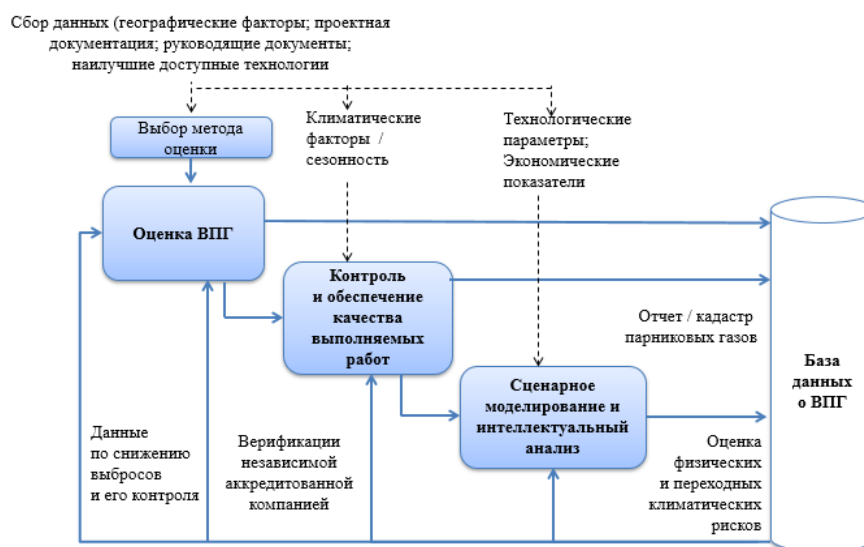 Сбор данных (географические факторы; проектная
документация; руководящие документы;
наилучшие доступные технологии
Выбор метода
оценки
Климатические
факторы /
сезонность
Технологические
параметры;
Экономические
показатели
Оценка ВПГ
Контроль
и обеспечение
качества
выполняемых
работ
Отчет / кадастр
парниковых газов
База
данных
о ВПГ
Сценарное
моделирование и
интеллектуальный
анализ
Данные
по снижению
выбросов
и его контроля
Верификации
независимой
аккредитованной
компанией
Оценка
физических
и переходных
климатических
рисков